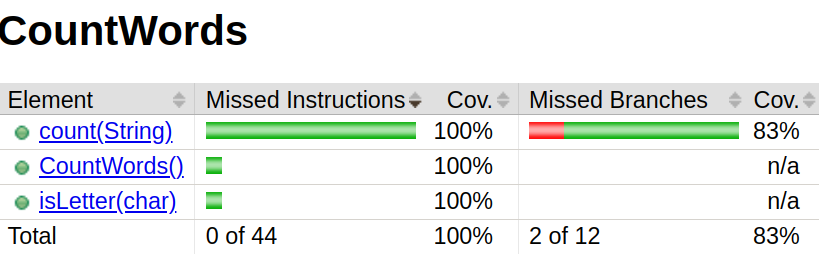 CountWords
Element Missed Instructions Cov. Missed Branches Cov.
count(String) 100% 83%
CountWords() 100% n/a
isLetter(char) 100% n/a
Total 0 of 44 100% 2 of 12 83%